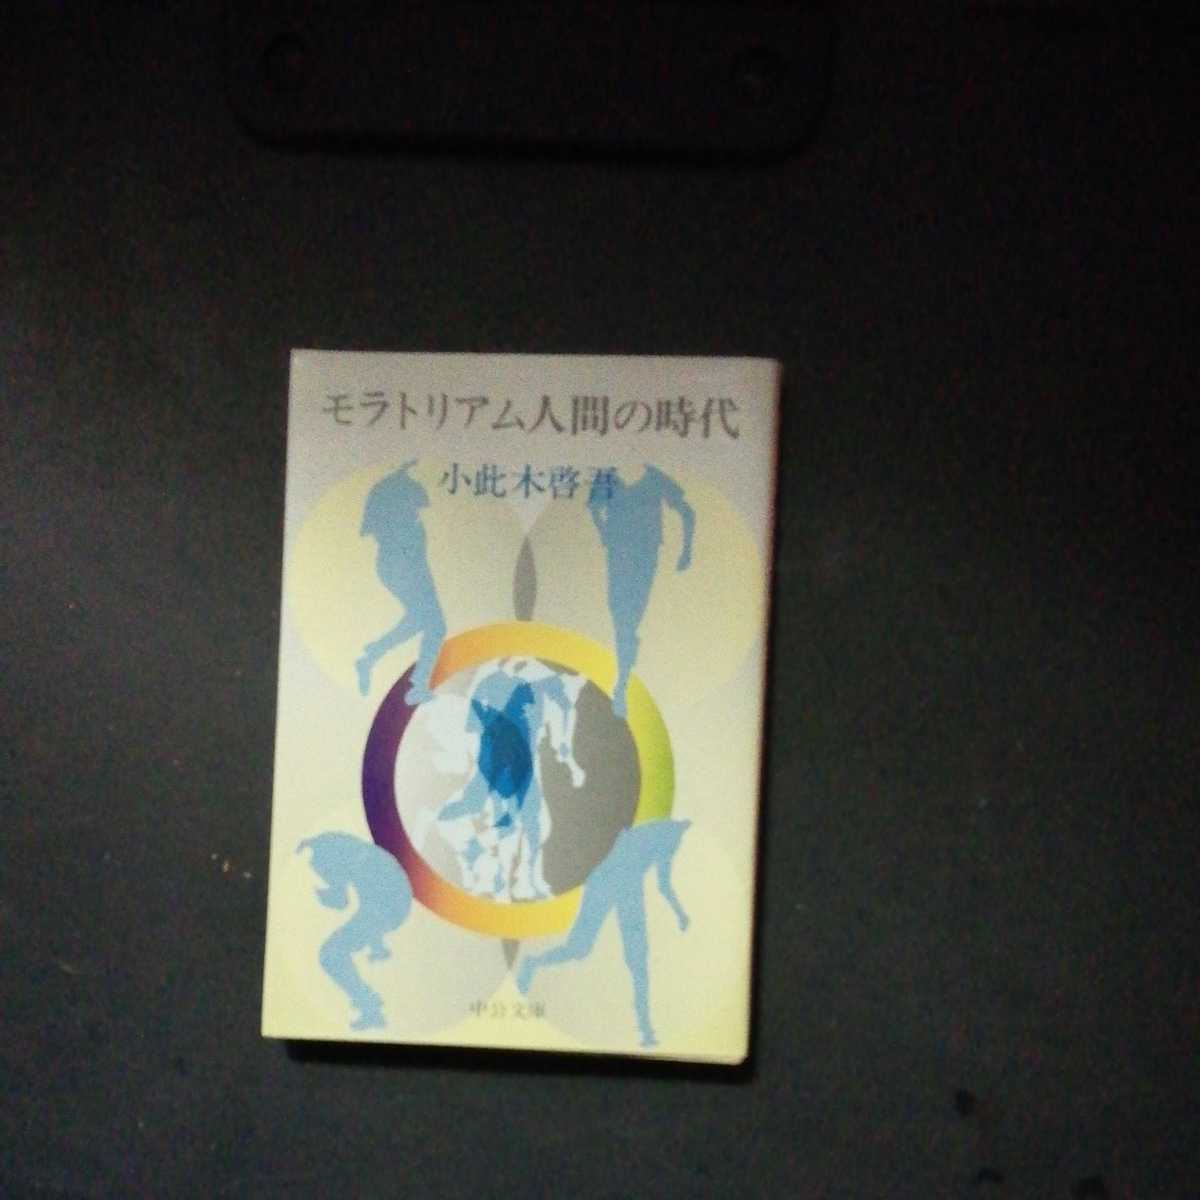 モラトリアム人間の時代
小此木啓吾
中公文庫